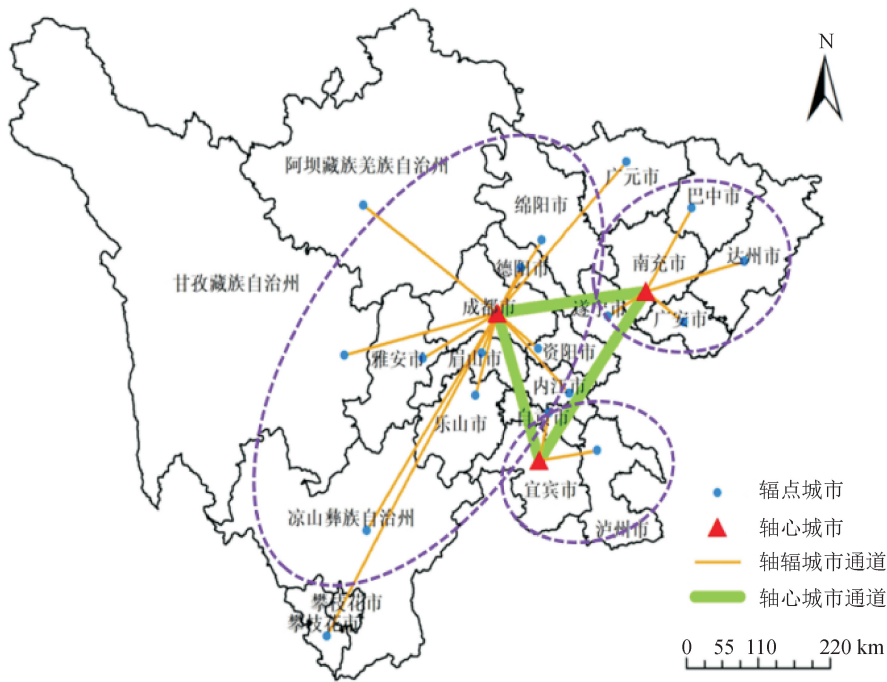 N
阿坝藏族羌族自治州
广元市
绵阳市
巴中市
德阳市
南充市
达州市
甘孜藏族自治州
成都市
遂宁市
广安市
雅安市
眉山市
资阳市
内江市
乐山市
宜宾市
凉山彝族自治州
泸州市
攀枝花市
攀枝花市
辐点城市
轴心城市
轴辐城市通道
轴心城市通道
0 55 110 220 km